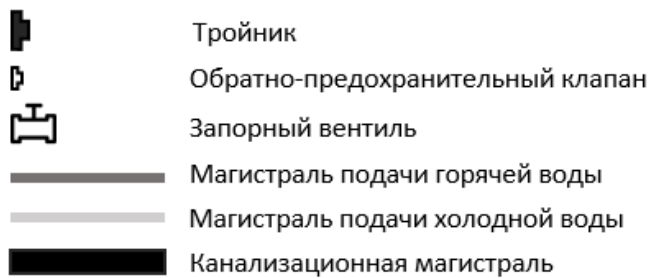 Тройник
Обратно-предохранительный клапан
Запорный вентиль
Магистраль подачи горячей воды
Магистраль подачи холодной воды
Канализационная магистраль